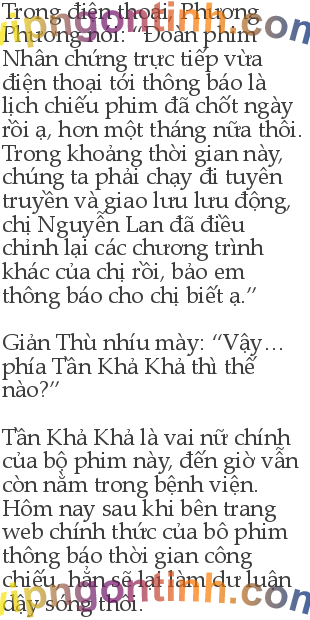 Trong điện thoại, Phương
Phương nói: “Đoàn phim
Nhân chứng trực tiếp vừa
điện thoại tới thông báo là
lịch chiếu phim đã chốt ngày
rồi ạ, hơn một tháng nữa thôi.
Trong khoảng thời gian này,
chúng ta phải chạy đi tuyên
truyền và giao lưu lưu động,
chị Nguyễn Lan đã điều
chỉnh lại các chương trình
khác của chị rồi, bảo em
thông báo cho chị biết ạ.”
Giản Thù nhíu mày: “Vậy…
phía Tần Khả Khả thì thế
nào?”
Tần Khả Khả là vai nữ chính
của bộ phim này, đến giờ vẫn
còn nằm trong bệnh viện.
Hôm nay sau khi bên trang
web chính thức của bộ phim
thông báo thời gian công
chiếu, hẳn sẽ lại làm dư luận
dậy sóng thôi.
vipngontinh.com
vipngontinh.com